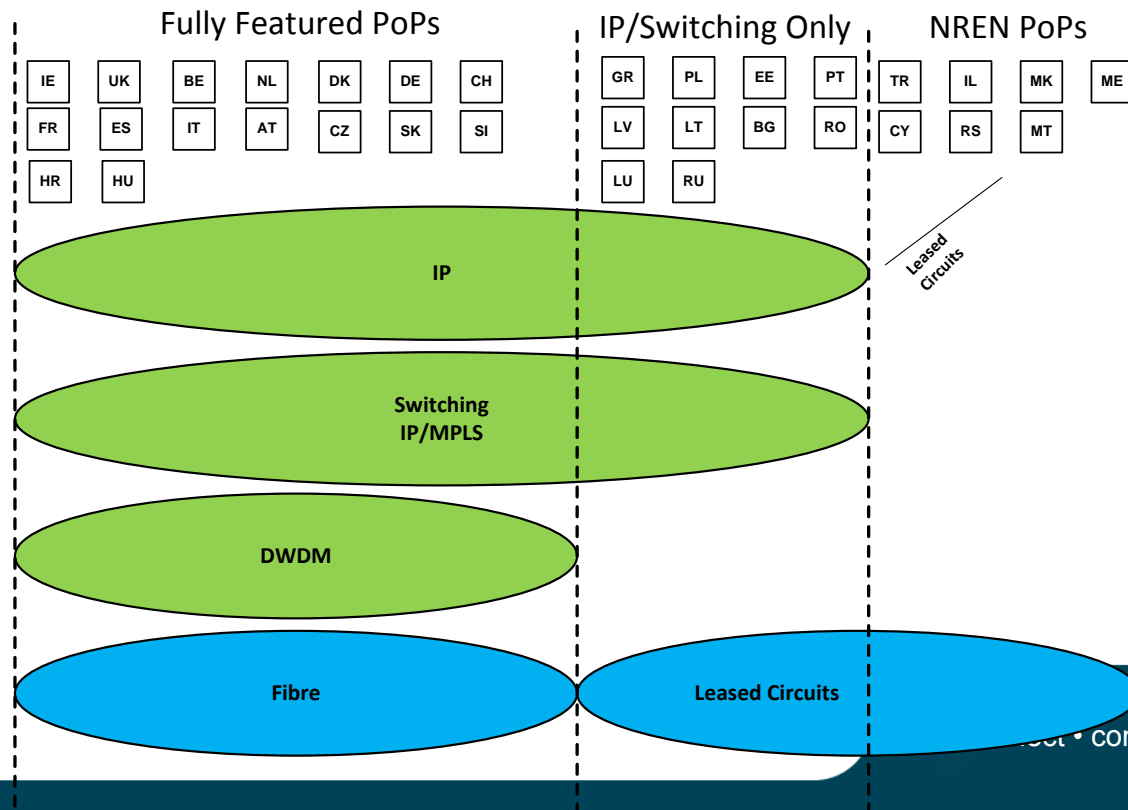 Fully Featured PoPs
IP/Switching Only
NREN PoPs
IE UK BE NL DK DE CH
FR ES IT AT CZ SK SI
HR HU
GR PL EE PT
LV LT BG RO
LU RU
TR IL MK ME
CY RS MT
Leased
Circuits
IP
Switching
IP/MPLS
DWDM
Fibre
Leased Circuits